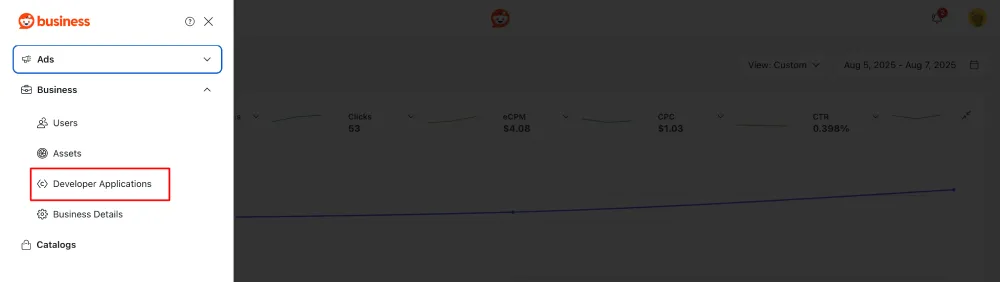 business
Ads
Business
Users
Assets
Developer Applications
Business Details
Catalogs
View: Custom
Aug 5, 2025 - Aug 7, 2025
s
Clicks
53
eCPM
$4.08
CPC
$1.03
CTR
0.398%